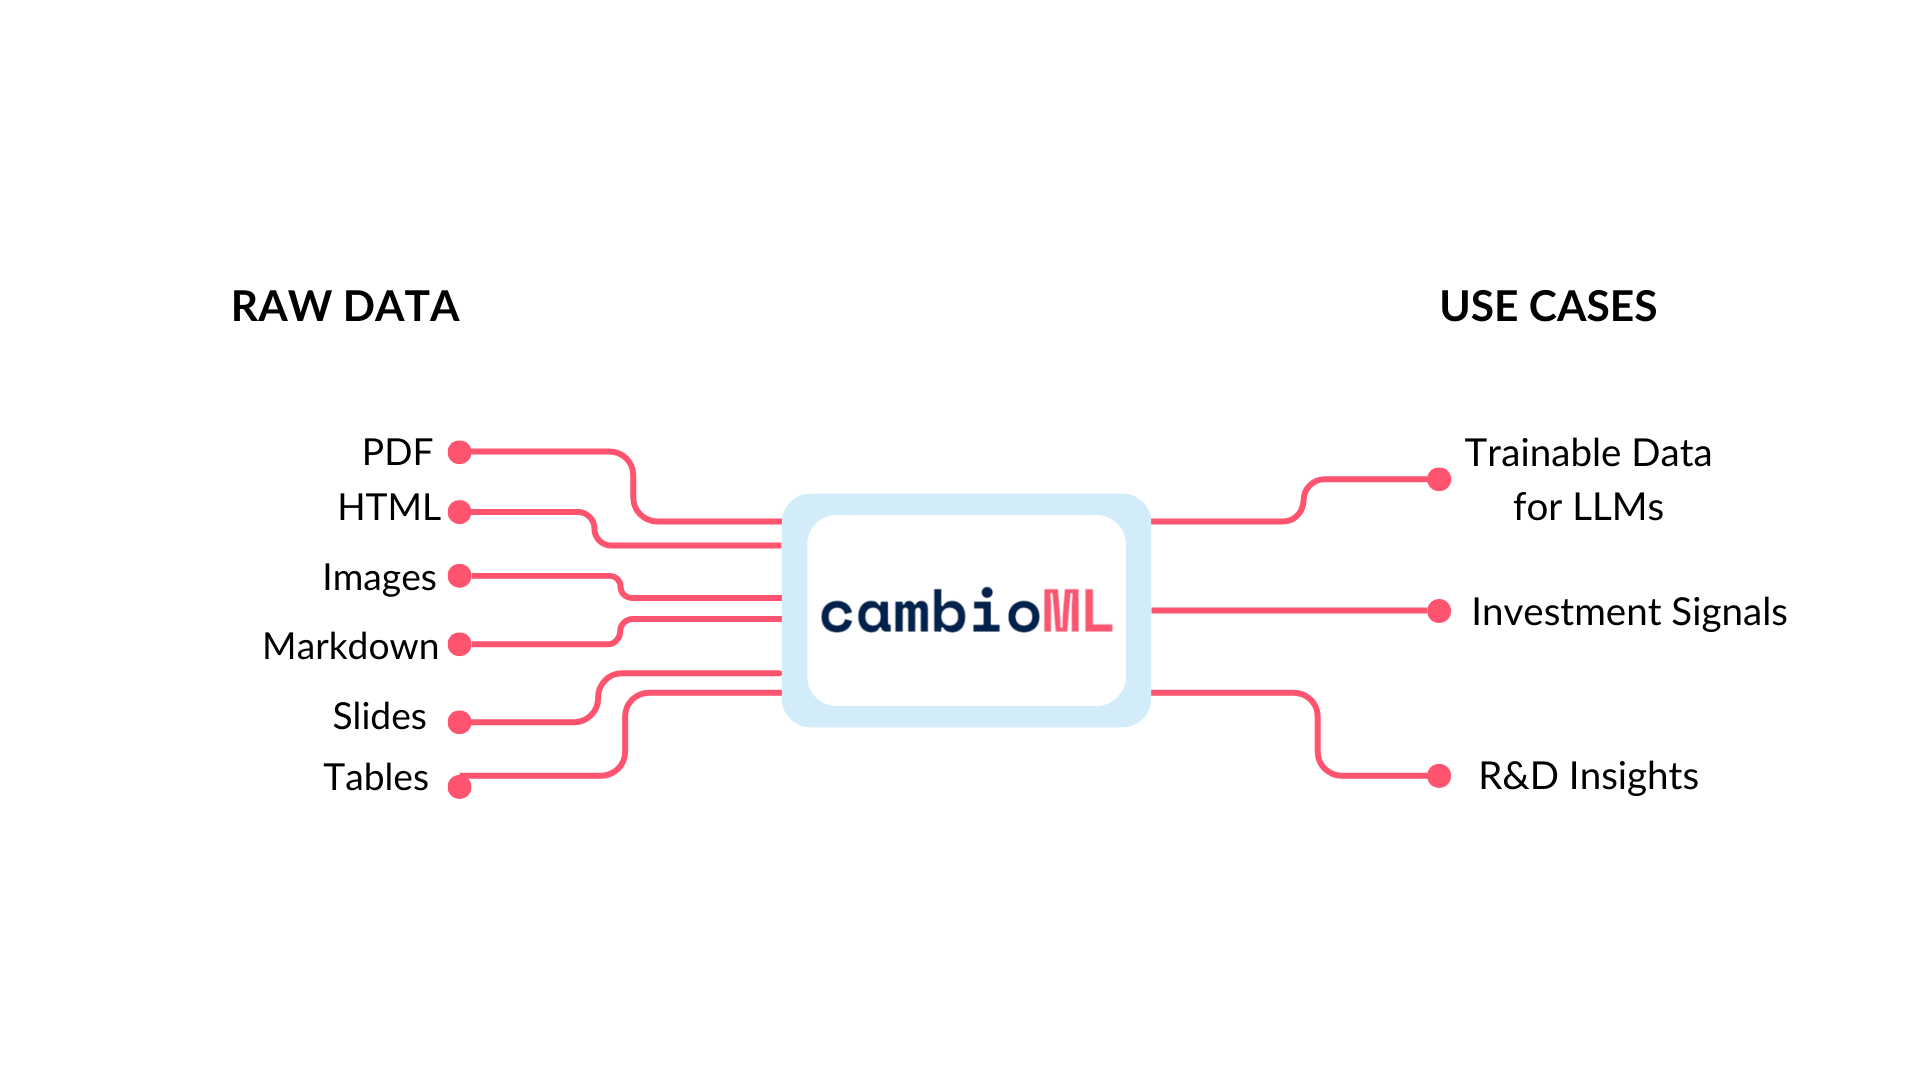 RAW DATA
USE CASES
PDF
HTML
Images
Markdown
Slides
Tables
cambioML
Trainable Data
for LLMs
Investment Signals
R&D Insights